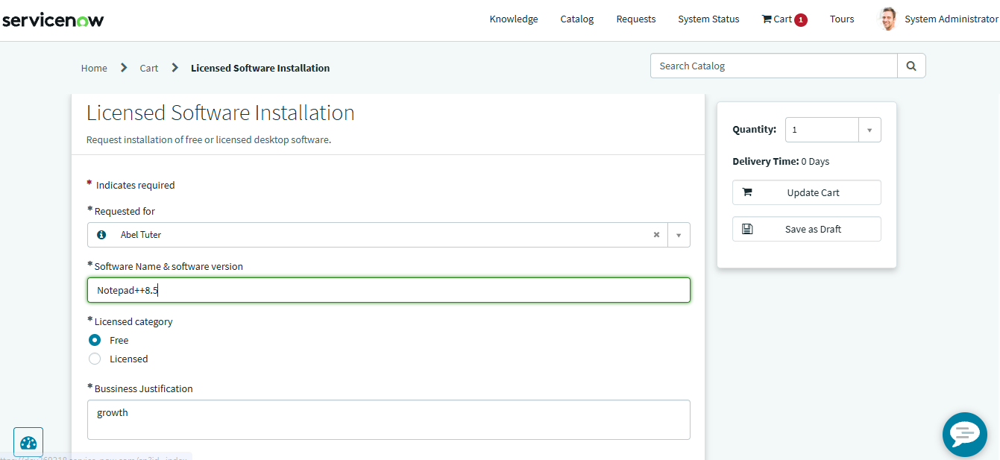 servicenow
Knowledge Catalog Requests System Status Cart 1 Tours System Administrator
Home Cart Licensed Software Installation
Search Catalog
Licensed Software Installation
Request installation of free or licensed desktop software.
* Indicates required
* Requested for
Abel Tuter
* Software Name & software version
Notepad++8.5
* Licensed category
Free
Licensed
* Bussiness Justification
growth
Quantity: 1
Delivery Time: 0 Days
Update Cart
Save as Draft